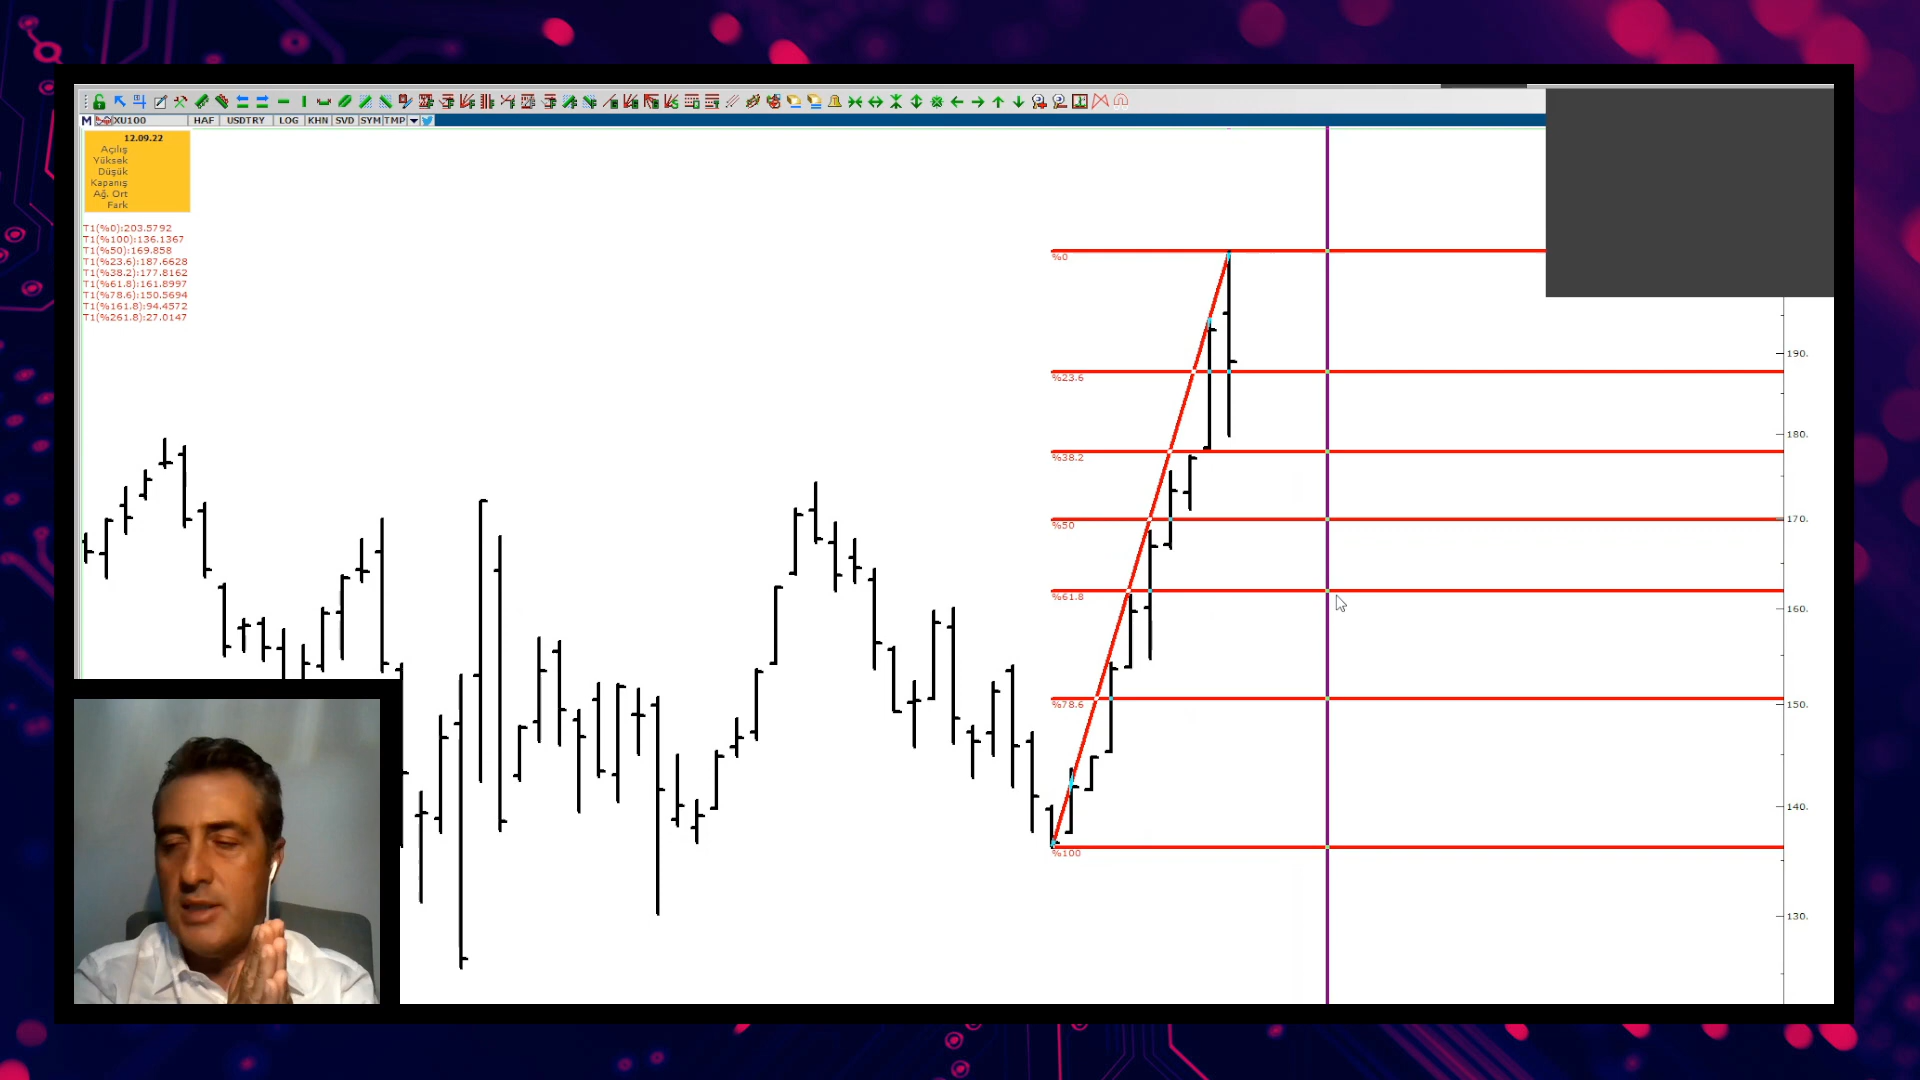 M XU100 HAF USDTRY LOG KHN SVD SYM TMP
12.09.22
Açılış
Yüksek
Düşük
Kapanış
Ağ. Ort
Fark
T1(%0):203.5792
T1(%100):136.1367
T1(%50):169.858
T1(%23.6):187.6628
T1(%38.2):177.8162
T1(%61.8):161.8997
T1(%78.6):150.5694
T1(%161.8):94.4572
T1(%261.8):27.0147
%0
%23.6
%38.2
%50
%61.8
%78.6
%100
190.
180.
170.
160.
150.
140.
130.